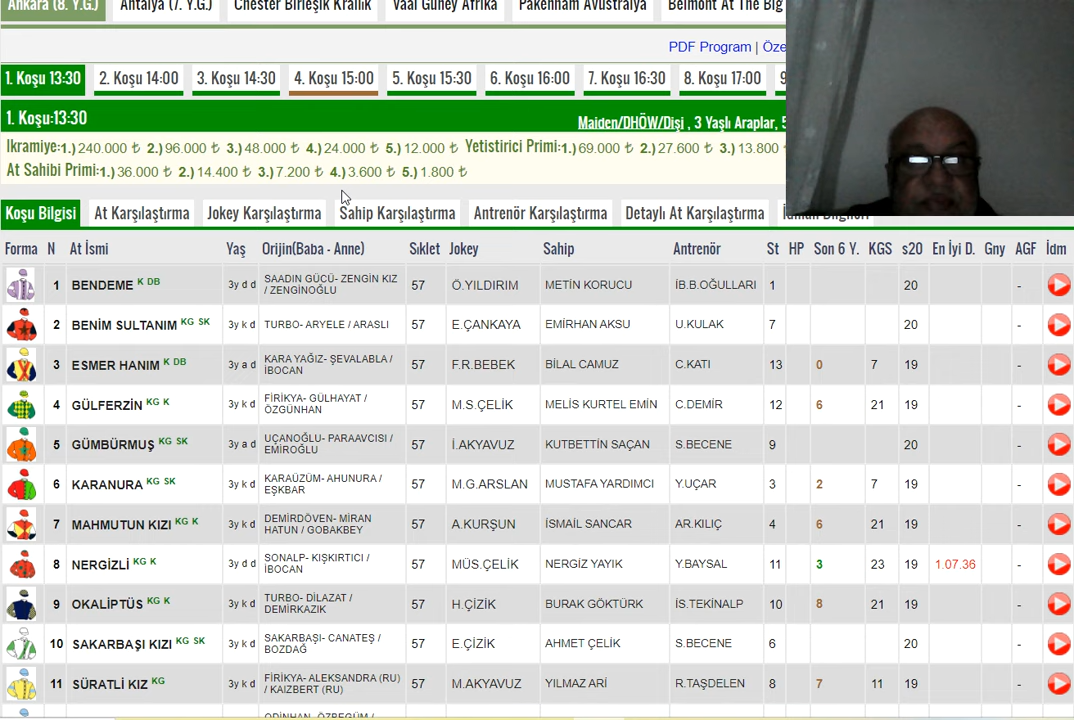 Ankara (8. Y.G.) Antalya (7. Y.G.) Chester Birleşik Krallık Vaal Güney Afrika Pakenham Avustralya Belmont At The Big
PDF Program | Öze
1. Koşu 13:30 2. Koşu 14:00 3. Koşu 14:30 4. Koşu 15:00 5. Koşu 15:30 6. Koşu 16:00 7. Koşu 16:30 8. Koşu 17:00 9
1. Koşu:13:30 Maiden/DHÖW/Dişi , 3 Yaşlı Araplar, 5
Ikramiye:1.) 240.000 ₺ 2.) 96.000 ₺ 3.) 48.000 ₺ 4.) 24.000 ₺ 5.) 12.000 ₺ Yetistirici Primi:1.) 69.000 ₺ 2.) 27.600 ₺ 3.) 13.800
At Sahibi Primi:1.) 36.000 ₺ 2.) 14.400 ₺ 3.) 7.200 ₺ 4.) 3.600 ₺ 5.) 1.800 ₺
Koşu Bilgisi At Karşılaştırma Jokey Karşılaştırma Sahip Karşılaştırma Antrenör Karşılaştırma Detaylı At Karşılaştırma İdman Bilgileri
Forma N At İsmi Yaş Orijin(Baba - Anne) Sıklet Jokey Sahip Antrenör St HP Son 6 Y. KGS s20 En İyi D. Gny AGF İdm
1 BENDEME K DB 3y d d SAADIN GÜCÜ- ZENGİN KIZ / ZENGİNOĞLU 57 Ö.YILDIRIM METİN KORUCU İB.B.OĞULLARI 1 20 -
2 BENİM SULTANIM KG SK 3y k d TURBO- ARYELE / ARASLI 57 E.ÇANKAYA EMİRHAN AKSU U.KULAK 7 20 -
3 ESMER HANIM K DB 3y a d KARA YAĞIZ- ŞEVALABLA / İBOCAN 57 F.R.BEBEK BİLAL CAMUZ C.KATI 13 0 7 20 -
4 GÜLFERZİN KG K 3y k d FİRİKYA- GÜLHAYAT / ÖZGÜNHAN 57 M.S.ÇELİK MELİS KURTEL EMİN C.DEMİR 12 6 21 19 -
5 GÜMBÜRMUŞ KG SK 3y a d UÇANOĞLU- PARAAVCISI / EMİROĞLU 57 İ.AKYAVUZ KUTBETTİN SAÇAN S.BECENE 9 20 -
6 KARANURA KG SK 3y k d KARAÜZÜM- AHUNURA / EŞKBAR 57 M.G.ARSLAN MUSTAFA YARDIMCI Y.UÇAR 3 2 7 19 -
7 MAHMUTUN KIZI KG K 3y k d DEMİRDÖVEN- MİRAN HATUN / GOBAKBEY 57 A.KURŞUN İSMAİL SANCAR AR.KILIÇ 4 6 21 19 -
8 NERGİZLİ KG K 3y d d SONALP- KIŞKIRTICI / İBOCAN 57 MÜS.ÇELİK NERGİZ YAYIK Y.BAYSAL 11 3 23 19 1.07.36 -
9 OKALİPTÜS KG K 3y k d TURBO- DİLAZAT / DEMİRKAZIK 57 H.ÇİZİK BURAK GÖKTÜRK İS.TEKİNALP 10 8 21 19 -
10 SAKARBAŞI KIZI KG SK 3y k d SAKARBAŞI- CANATEŞ / BOZDAĞ 57 E.ÇİZİK AHMET ÇELİK S.BECENE 6 20 -
11 SÜRATLİ KIZ KG 3y k d FİRİKYA- ALEKSANDRA (RU) / KAIZBERT (RU) 57 M.AKYAVUZ YILMAZ ARİ R.TAŞDELEN 8 7 11 19 -
ODİNHAN- ÖZBEGÜM /